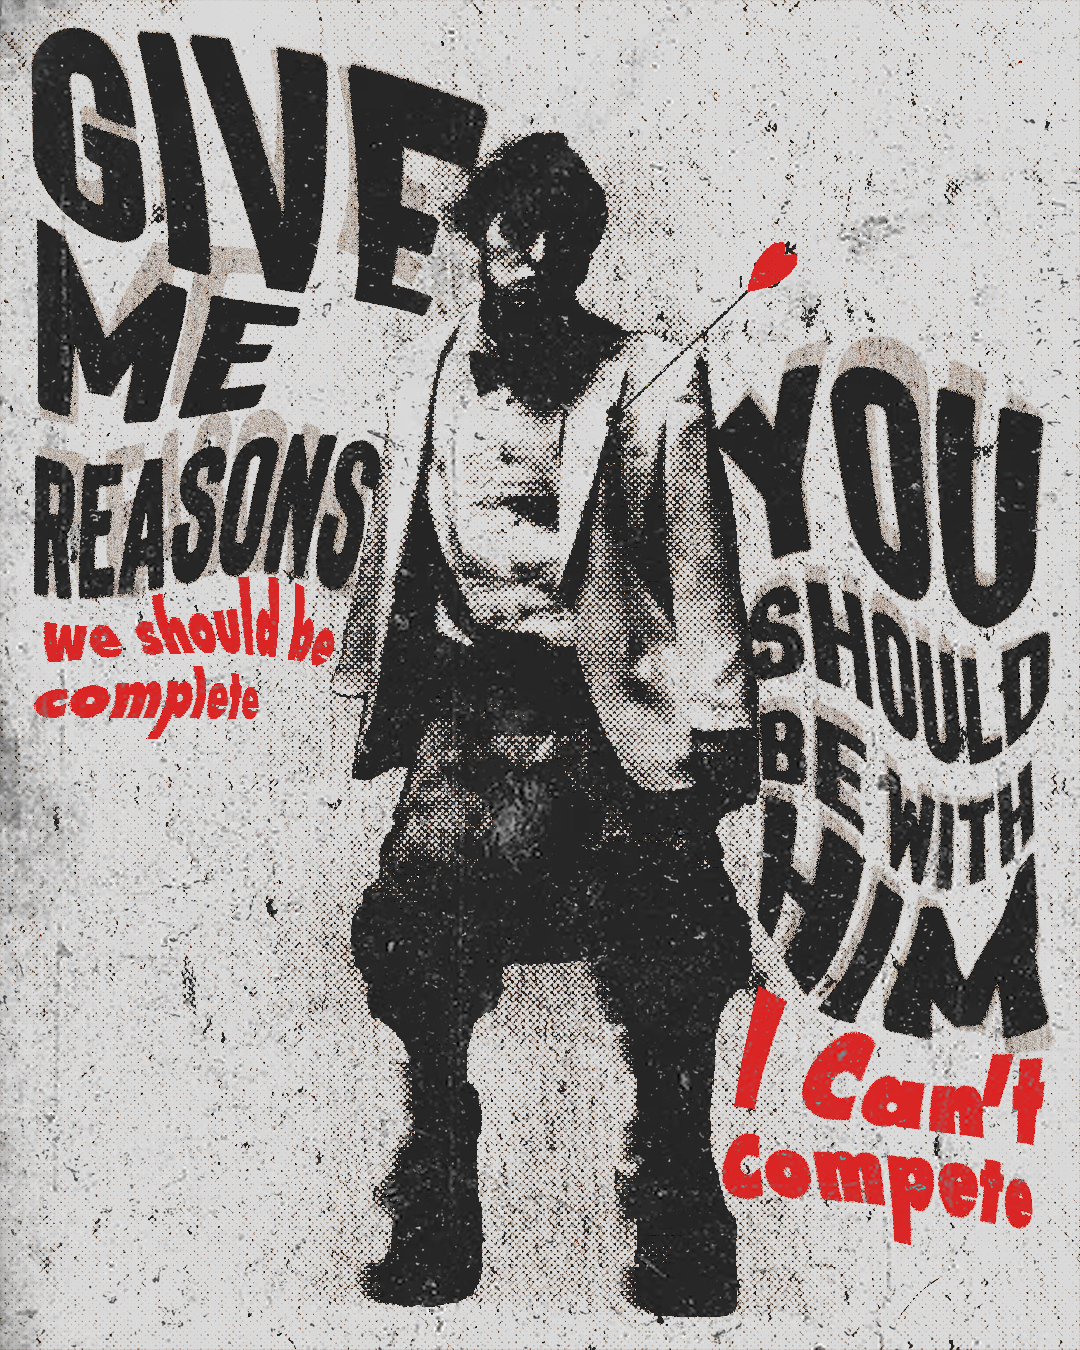 GIVE
ME
REASONS
we should be
complete
YOU
SHOULD
BE WITH
HIM
I Can't
Compete